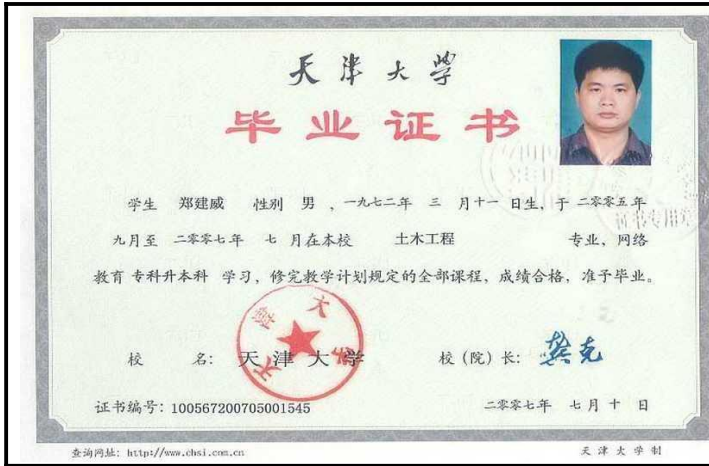 天津大学
毕业证书
学生 郑建威 性别 男 ，一九七二年 三 月十一 日生，于 二零零五年
九月至 二零零七年 七 月在本校 土木工程 专业，网络
教育 专科升本科 学习，修完教学计划规定的全部课程，成绩合格，准予毕业。
天津大学
校 名： 天津大学 校（院）长： 龚克
证书编号：100567200705001545 二零零七年 七月 十 日
查询网址：http://www.chsi.com.cn 天津大学制